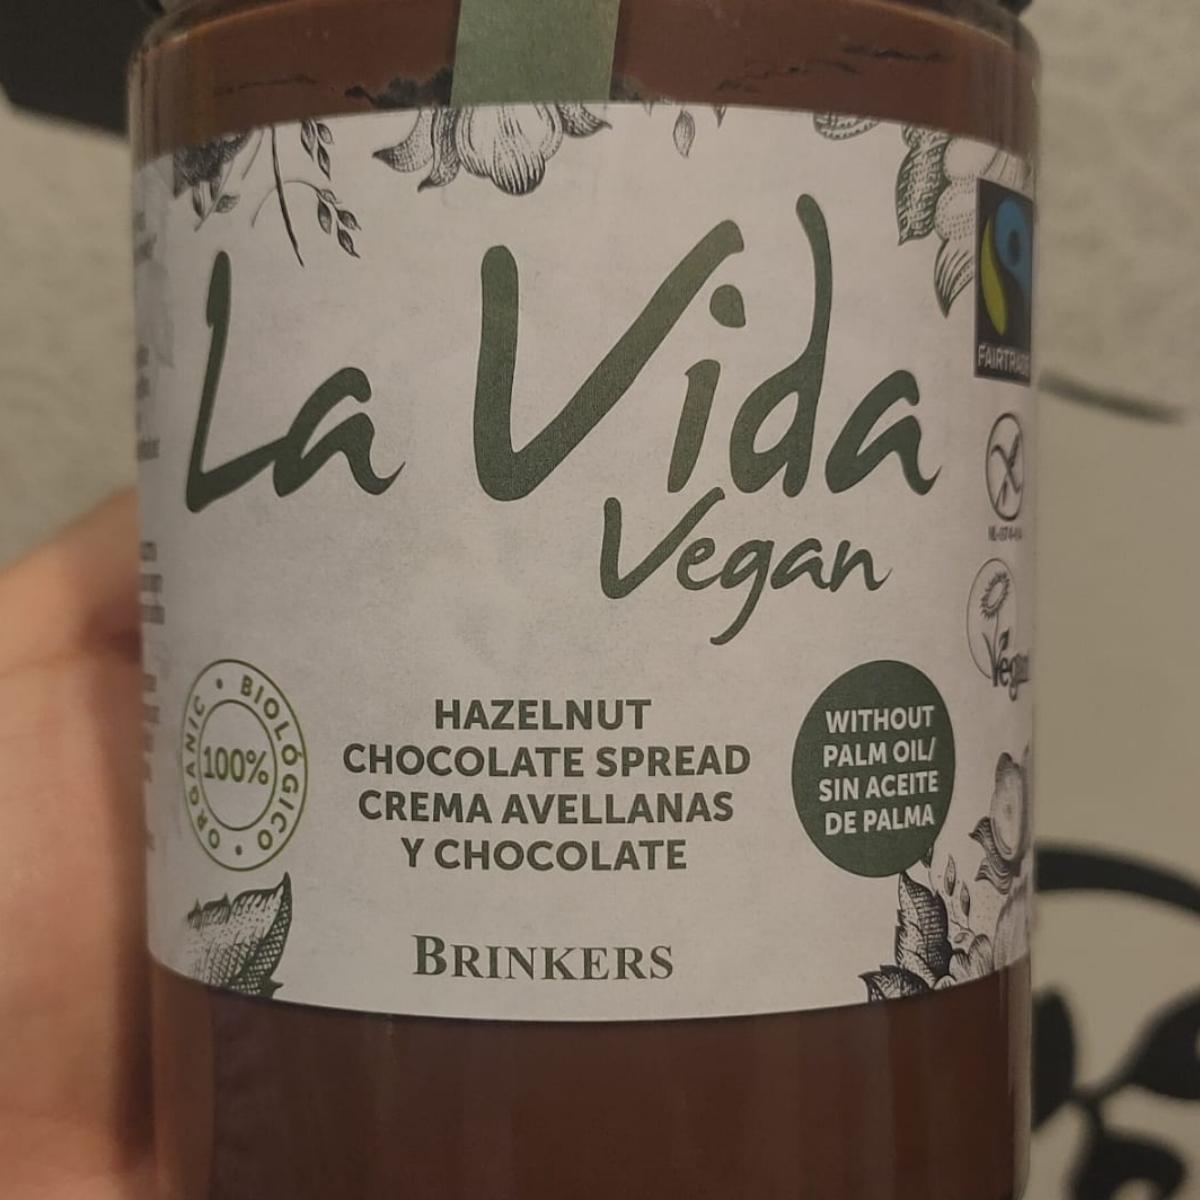 La Vida
Vegan
FAIRTRADE
Vegan
ORGANIC • BIOLÓGICO •
100%
HAZELNUT
CHOCOLATE SPREAD
CREMA AVELLANAS
Y CHOCOLATE
WITHOUT
PALM OIL/
SIN ACEITE
DE PALMA
BRINKERS